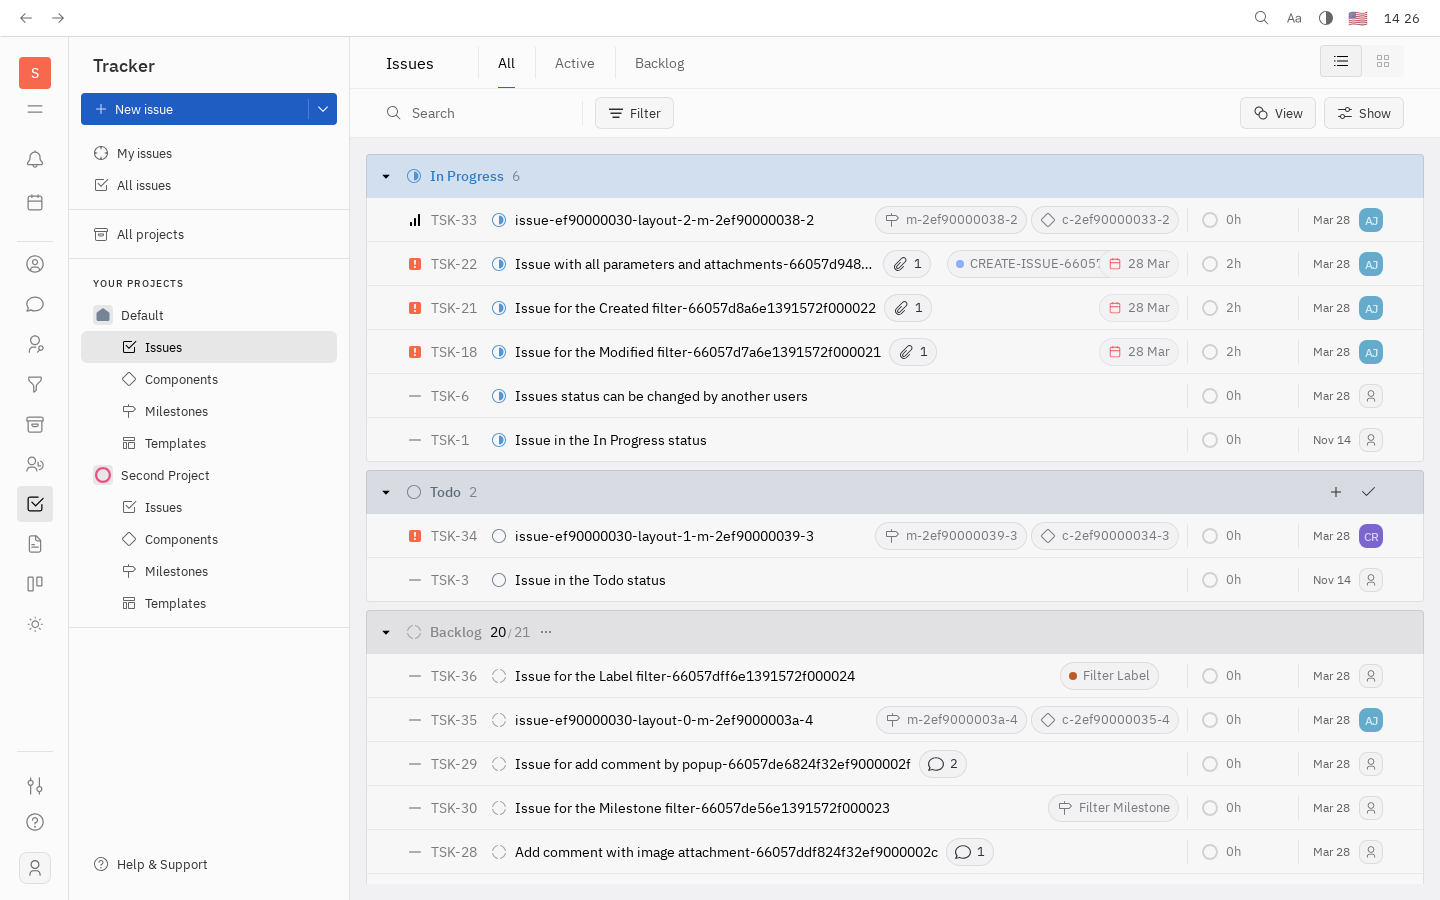 Aa 14 26
S
Tracker
New issue
My issues
All issues
All projects
YOUR PROJECTS
Default
Issues
Components
Milestones
Templates
Second Project
Issues
Components
Milestones
Templates
Help & Support
Issues All Active Backlog
Search Filter View Show
In Progress 6
TSK-33 issue-ef90000030-layout-2-m-2ef90000038-2 m-2ef90000038-2 c-2ef90000033-2 0h Mar 28 AJ
TSK-22 Issue with all parameters and attachments-66057d948... 1 CREATE-ISSUE-66057 28 Mar 2h Mar 28 AJ
TSK-21 Issue for the Created filter-66057d8a6e1391572f000022 1 28 Mar 2h Mar 28 AJ
TSK-18 Issue for the Modified filter-66057d7a6e1391572f000021 1 28 Mar 2h Mar 28 AJ
TSK-6 Issues status can be changed by another users 0h Mar 28
TSK-1 Issue in the In Progress status 0h Nov 14
Todo 2
TSK-34 issue-ef90000030-layout-1-m-2ef90000039-3 m-2ef90000039-3 c-2ef90000034-3 0h Mar 28 CR
TSK-3 Issue in the Todo status 0h Nov 14
Backlog 20/21 ···
TSK-36 Issue for the Label filter-66057dff6e1391572f000024 Filter Label 0h Mar 28
TSK-35 issue-ef90000030-layout-0-m-2ef9000003a-4 m-2ef9000003a-4 c-2ef90000035-4 0h Mar 28 AJ
TSK-29 Issue for add comment by popup-66057de6824f32ef9000002f 2 0h Mar 28
TSK-30 Issue for the Milestone filter-66057de56e1391572f000023 Filter Milestone 0h Mar 28
TSK-28 Add comment with image attachment-66057ddf824f32ef9000002c 1 0h Mar 28